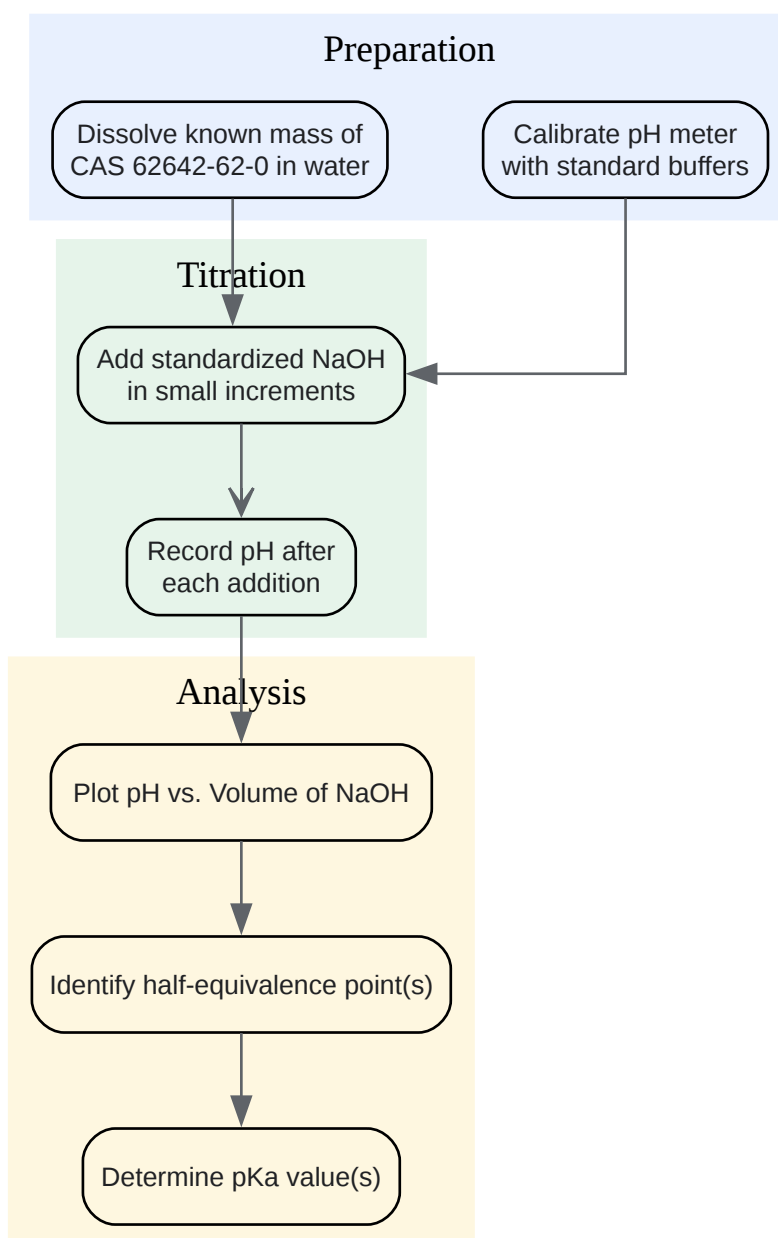 Preparation
Dissolve known mass of
CAS 62642-62-0 in water
Calibrate pH meter
with standard buffers
Titration
Add standardized NaOH
in small increments
Record pH after
each addition
Analysis
Plot pH vs. Volume of NaOH
Identify half-equivalence point(s)
Determine pKa value(s)